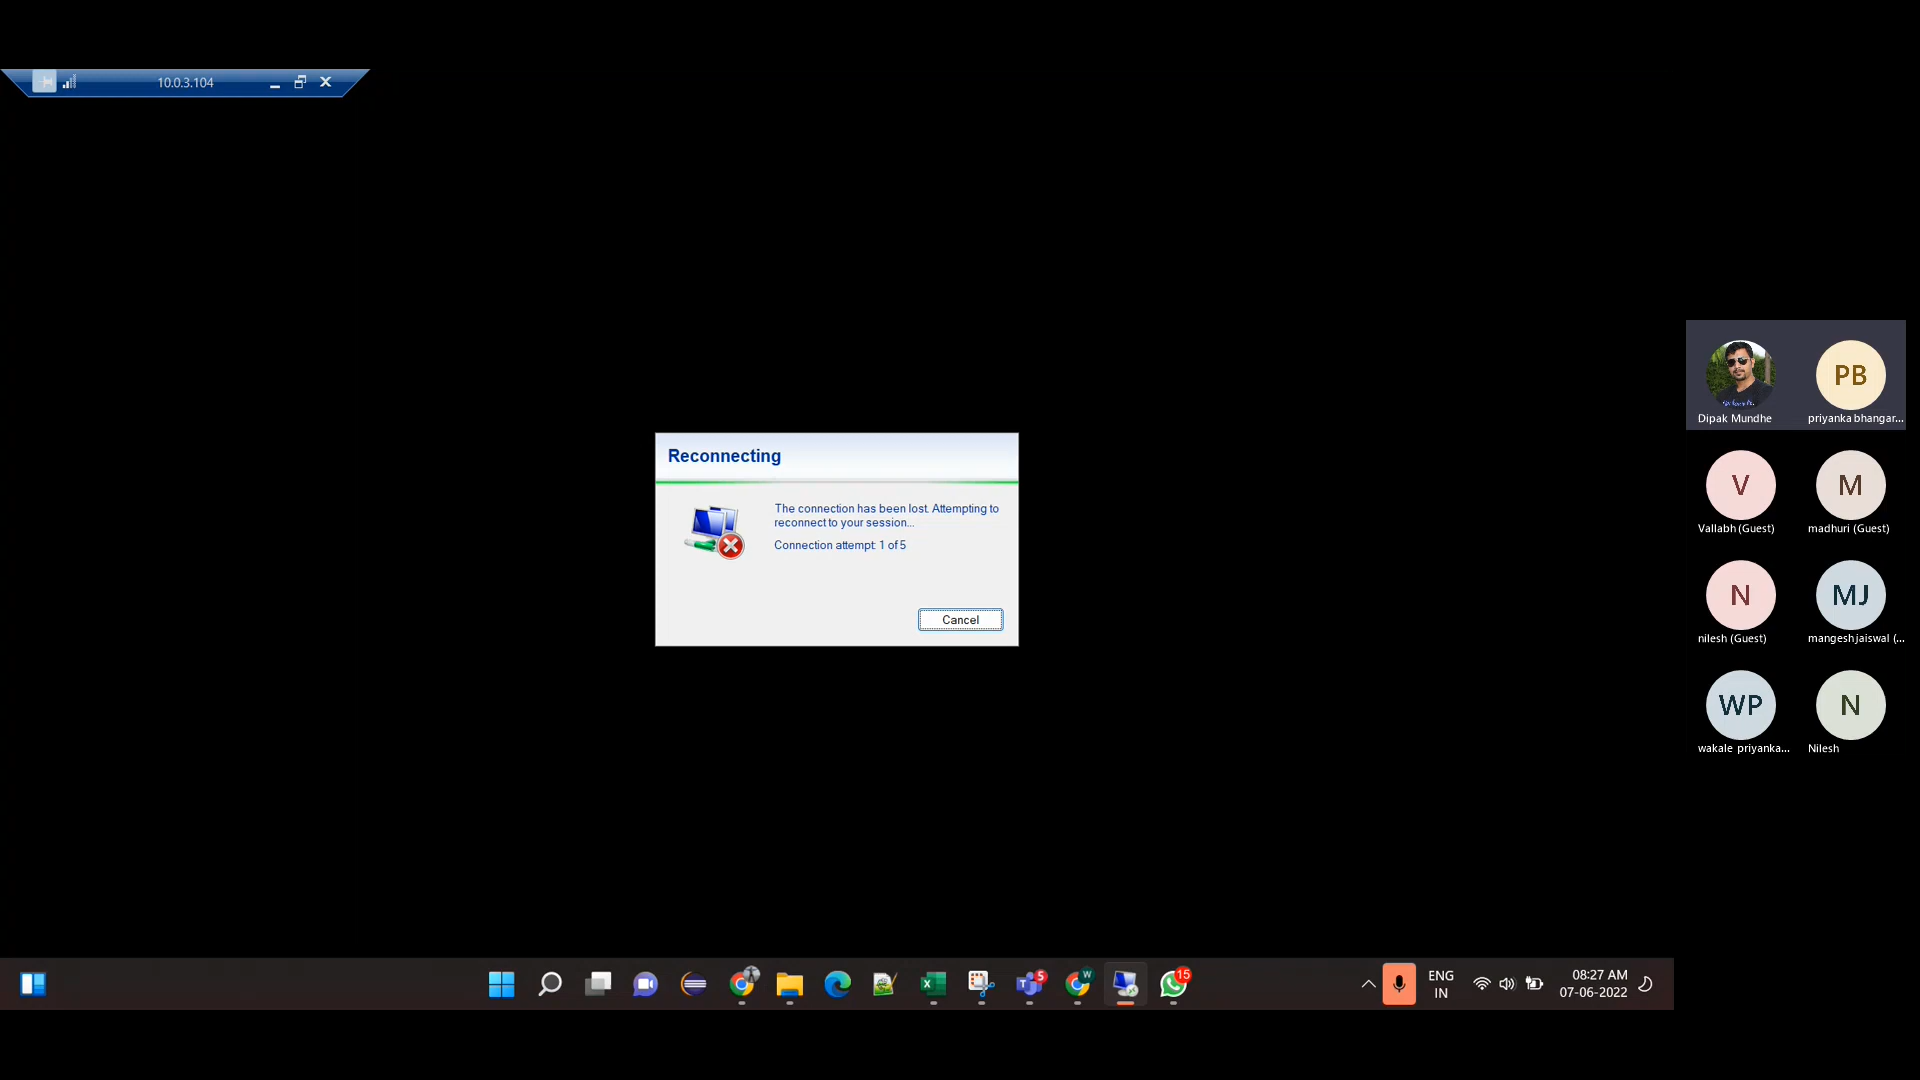 10.0.3.104
Reconnecting
The connection has been lost. Attempting to
reconnect to your session...
Connection attempt: 1 of 5
Cancel
PB
Dipak Mundhe
priyanka bhangar...
V
M
Vallabh (Guest)
madhuri (Guest)
N
MJ
nilesh (Guest)
mangesh jaiswal (...
WP
N
wakale priyanka...
Nilesh
5
W
15
ENG
IN
08:27 AM
07-06-2022